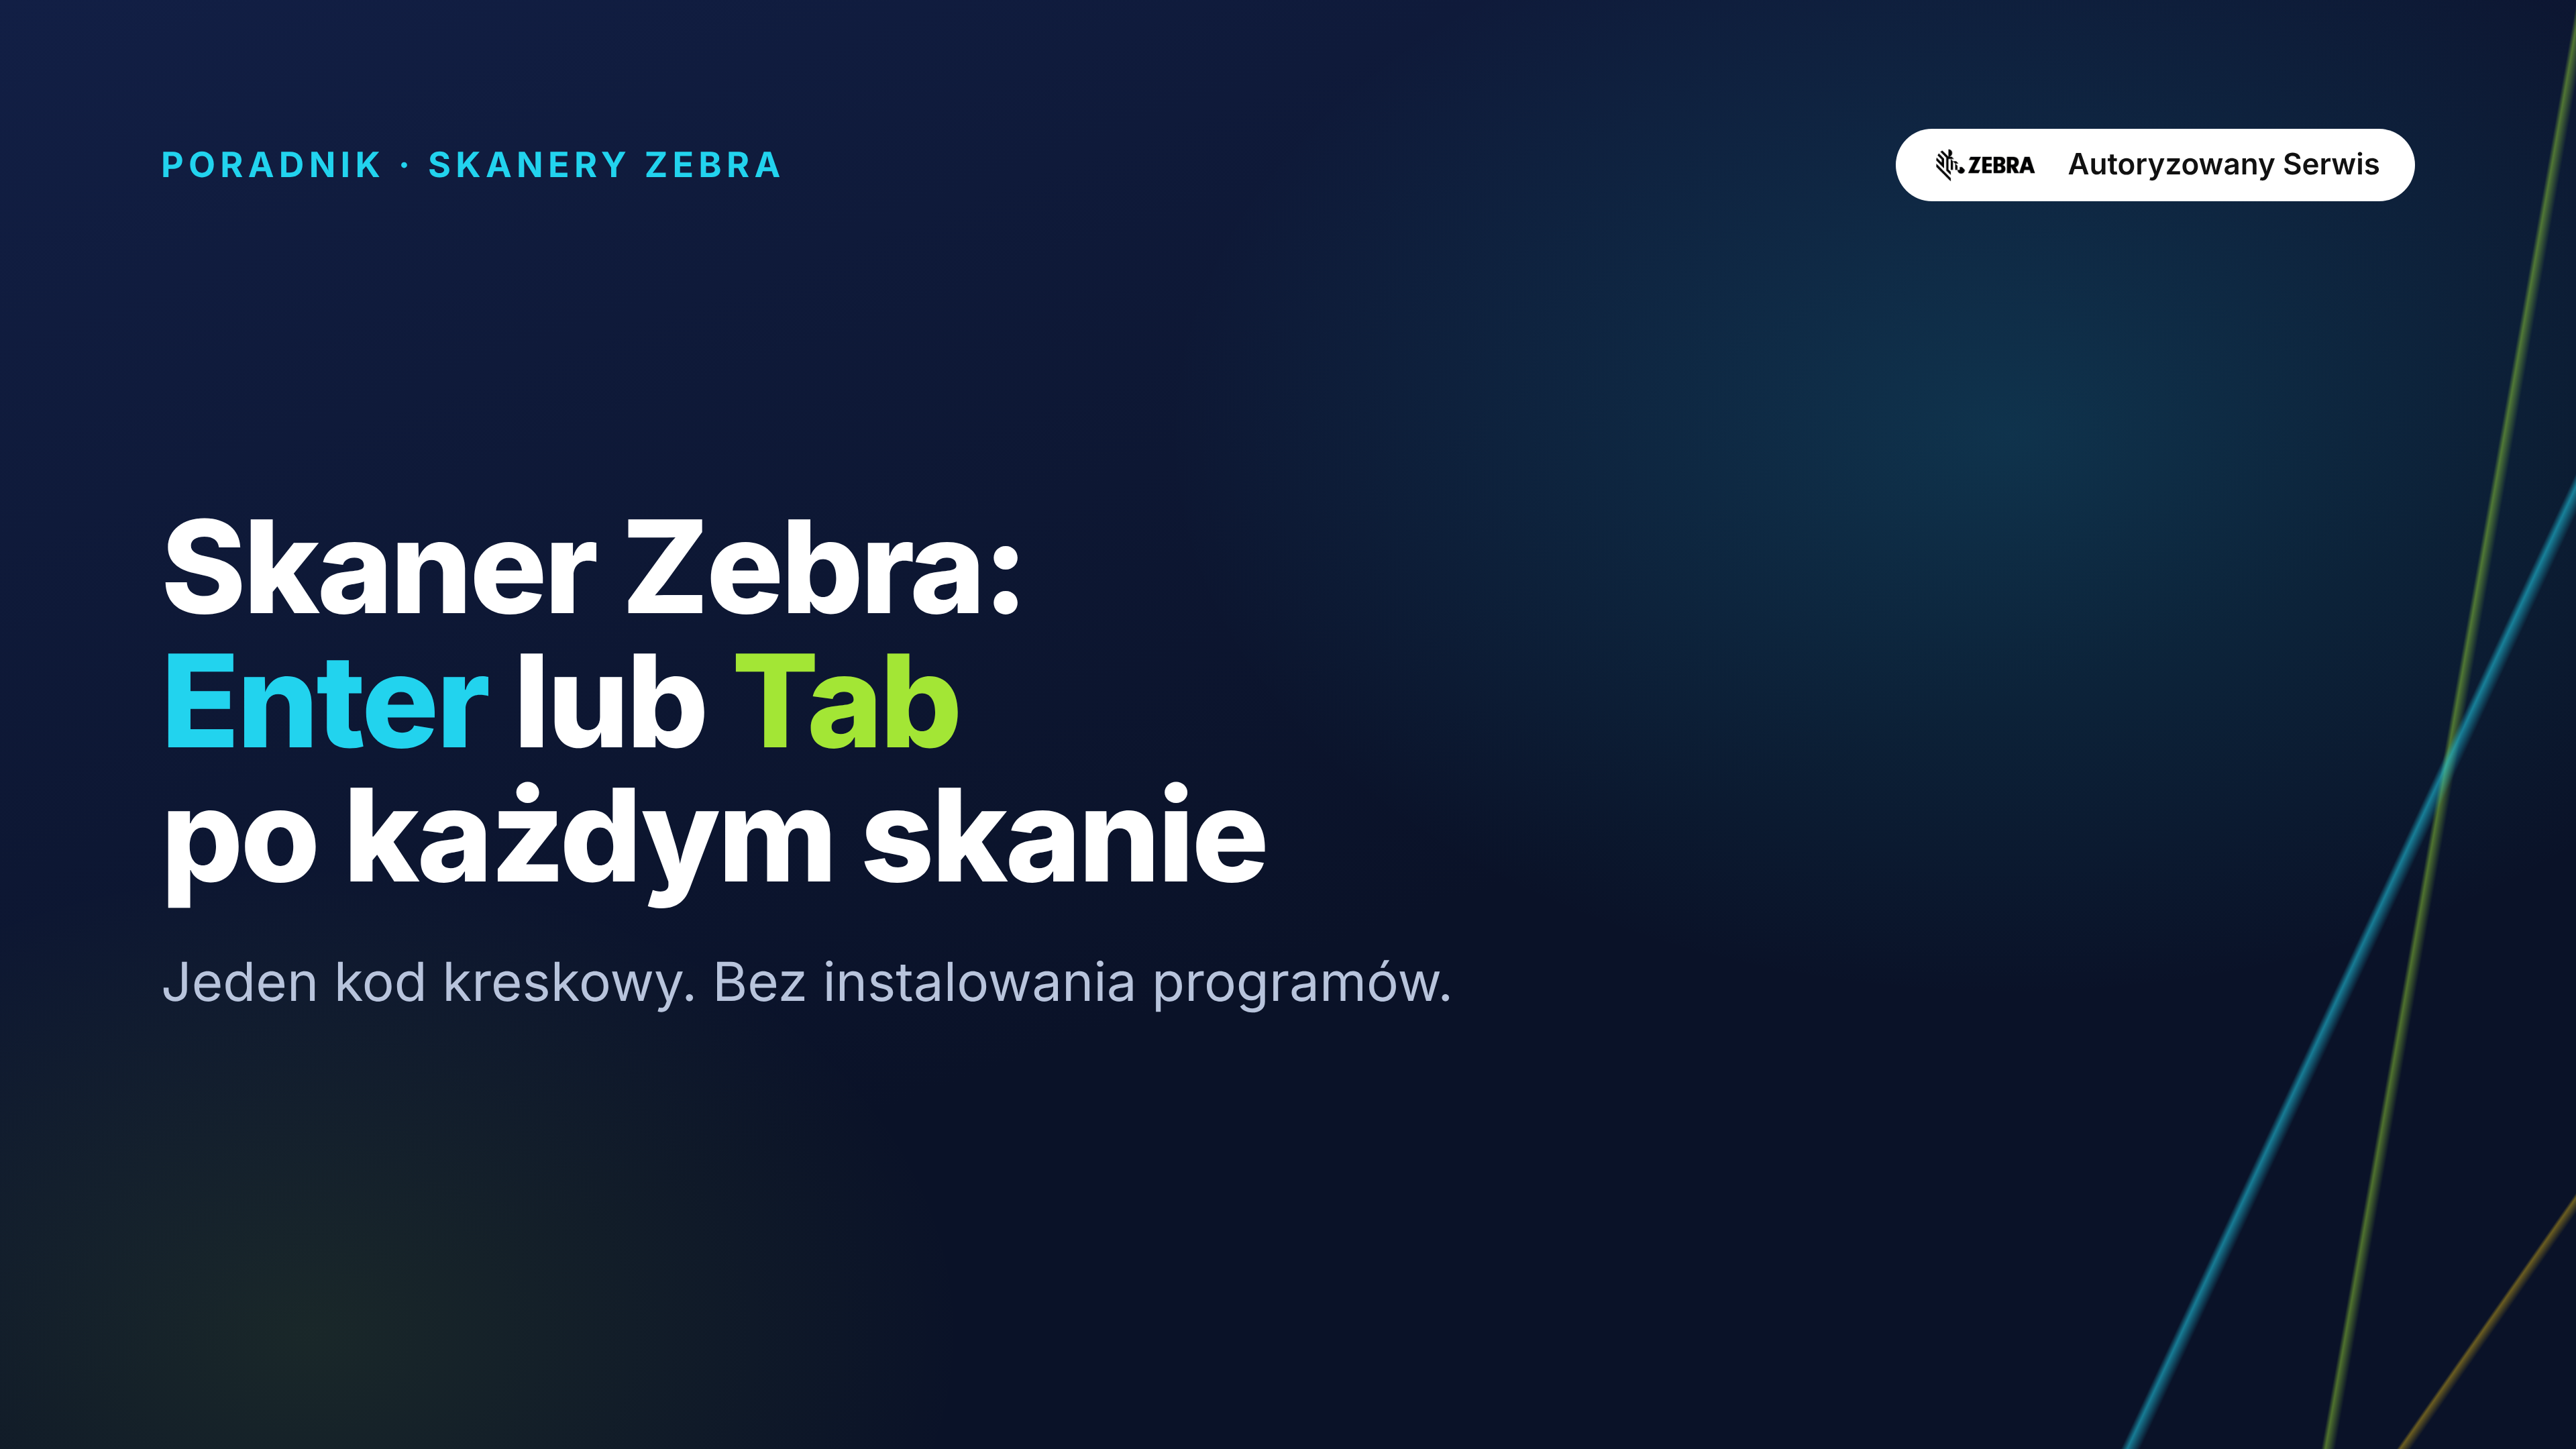 PORADNIK · SKANERY ZEBRA
ZEBRA Autoryzowany Serwis
Skaner Zebra:
Enter lub Tab
po każdym skanie
Jeden kod kreskowy. Bez instalowania programów.